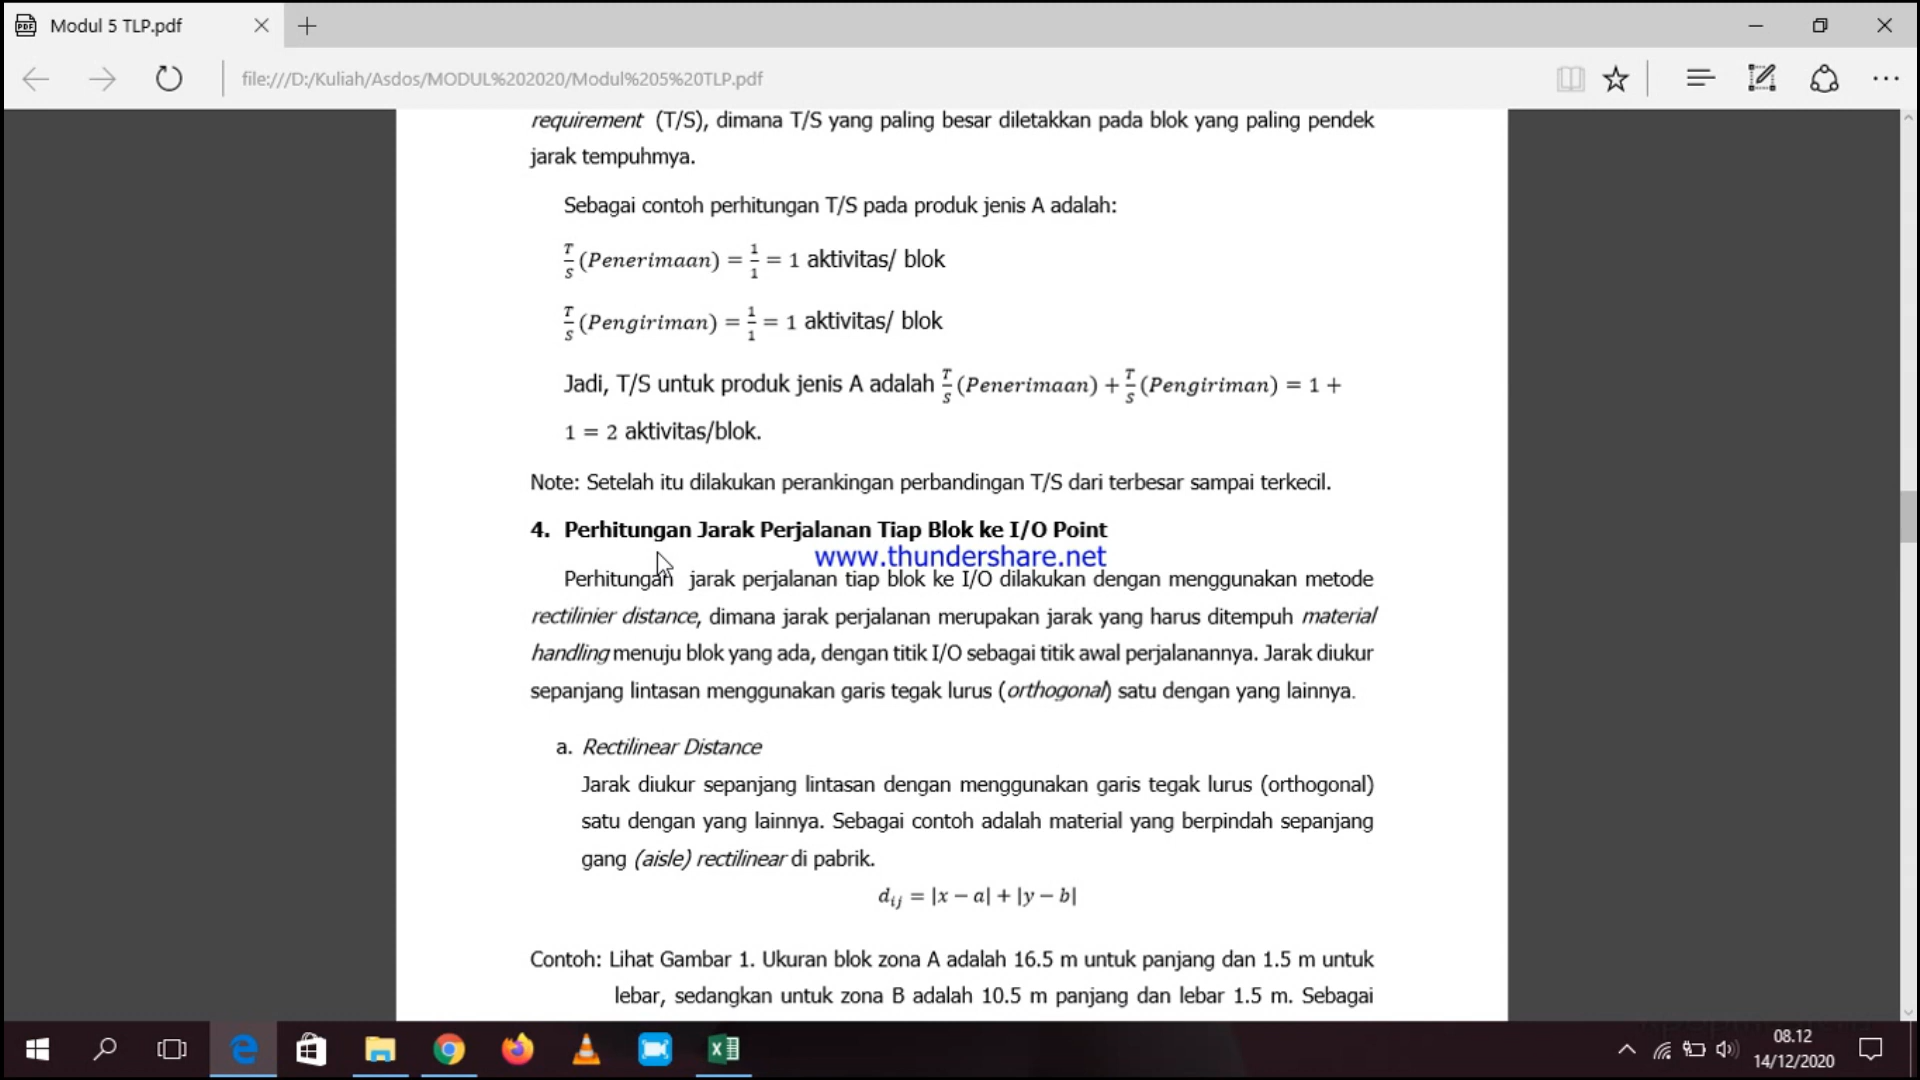 Modul 5 TLP.pdf
file:///D:/Kuliah/Asdos/MODUL%202020/Modul%205%20TLP.pdf
requirement (T/S), dimana T/S yang paling besar diletakkan pada blok yang paling pendek
jarak tempuhmya.
Sebagai contoh perhitungan T/S pada produk jenis A adalah:
T/S (Penerimaan) = 1/1 = 1 aktivitas/ blok
T/S (Pengiriman) = 1/1 = 1 aktivitas/ blok
Jadi, T/S untuk produk jenis A adalah T/S (Penerimaan) + T/S (Pengiriman) = 1 +
1 = 2 aktivitas/blok.
Note: Setelah itu dilakukan perankingan perbandingan T/S dari terbesar sampai terkecil.
4. Perhitungan Jarak Perjalanan Tiap Blok ke I/O Point
www.thundershare.net
Perhitungan jarak perjalanan tiap blok ke I/O dilakukan dengan menggunakan metode
rectilinier distance, dimana jarak perjalanan merupakan jarak yang harus ditempuh material
handling menuju blok yang ada, dengan titik I/O sebagai titik awal perjalanannya. Jarak diukur
sepanjang lintasan menggunakan garis tegak lurus (orthogonal) satu dengan yang lainnya.
a. Rectilinear Distance
Jarak diukur sepanjang lintasan dengan menggunakan garis tegak lurus (orthogonal)
satu dengan yang lainnya. Sebagai contoh adalah material yang berpindah sepanjang
gang (aisle) rectilinear di pabrik.
dij = |x − a| + |y − b|
Contoh: Lihat Gambar 1. Ukuran blok zona A adalah 16.5 m untuk panjang dan 1.5 m untuk
lebar, sedangkan untuk zona B adalah 10.5 m panjang dan lebar 1.5 m. Sebagai
08.12
14/12/2020